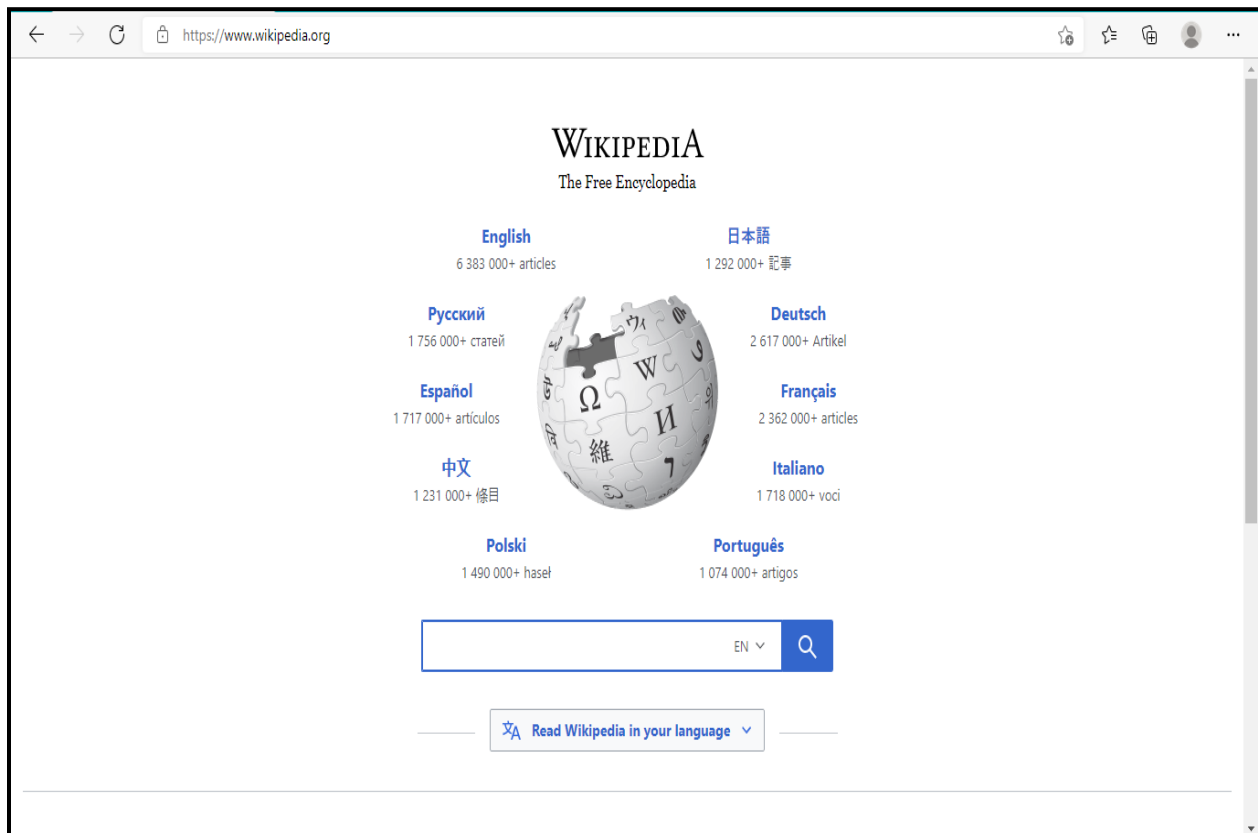 https://www.wikipedia.org
WIKIPEDIA
The Free Encyclopedia
English
6 383 000+ articles
日本語
1 292 000+ 記事
Русский
1 756 000+ статей
Deutsch
2 617 000+ Artikel
Español
1 717 000+ artículos
Français
2 362 000+ articles
中文
1 231 000+ 條目
Italiano
1 718 000+ voci
Polski
1 490 000+ haseł
Português
1 074 000+ artigos
Ω
W
И
維
ウィ
EN
Read Wikipedia in your language